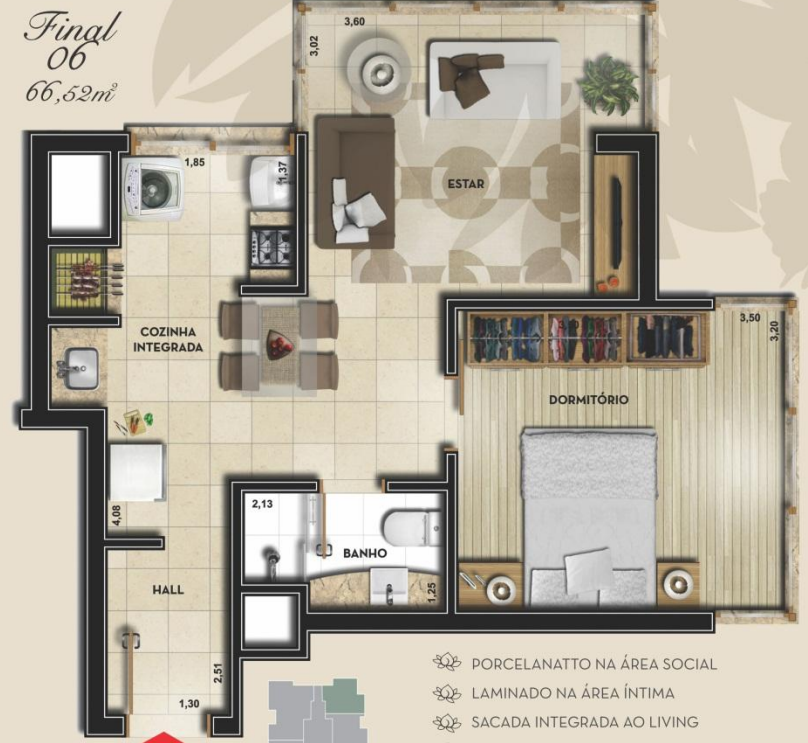 Final
06
66,52m²
3,60
3,02
1,85
1,37
ESTAR
COZINHA
INTEGRADA
3,50
3,20
DORMITÓRIO
4,08
2,13
BANHO
1,25
HALL
2,51
1,30
PORCELANATTO NA ÁREA SOCIAL
LAMINADO NA ÁREA ÍNTIMA
SACADA INTEGRADA AO LIVING